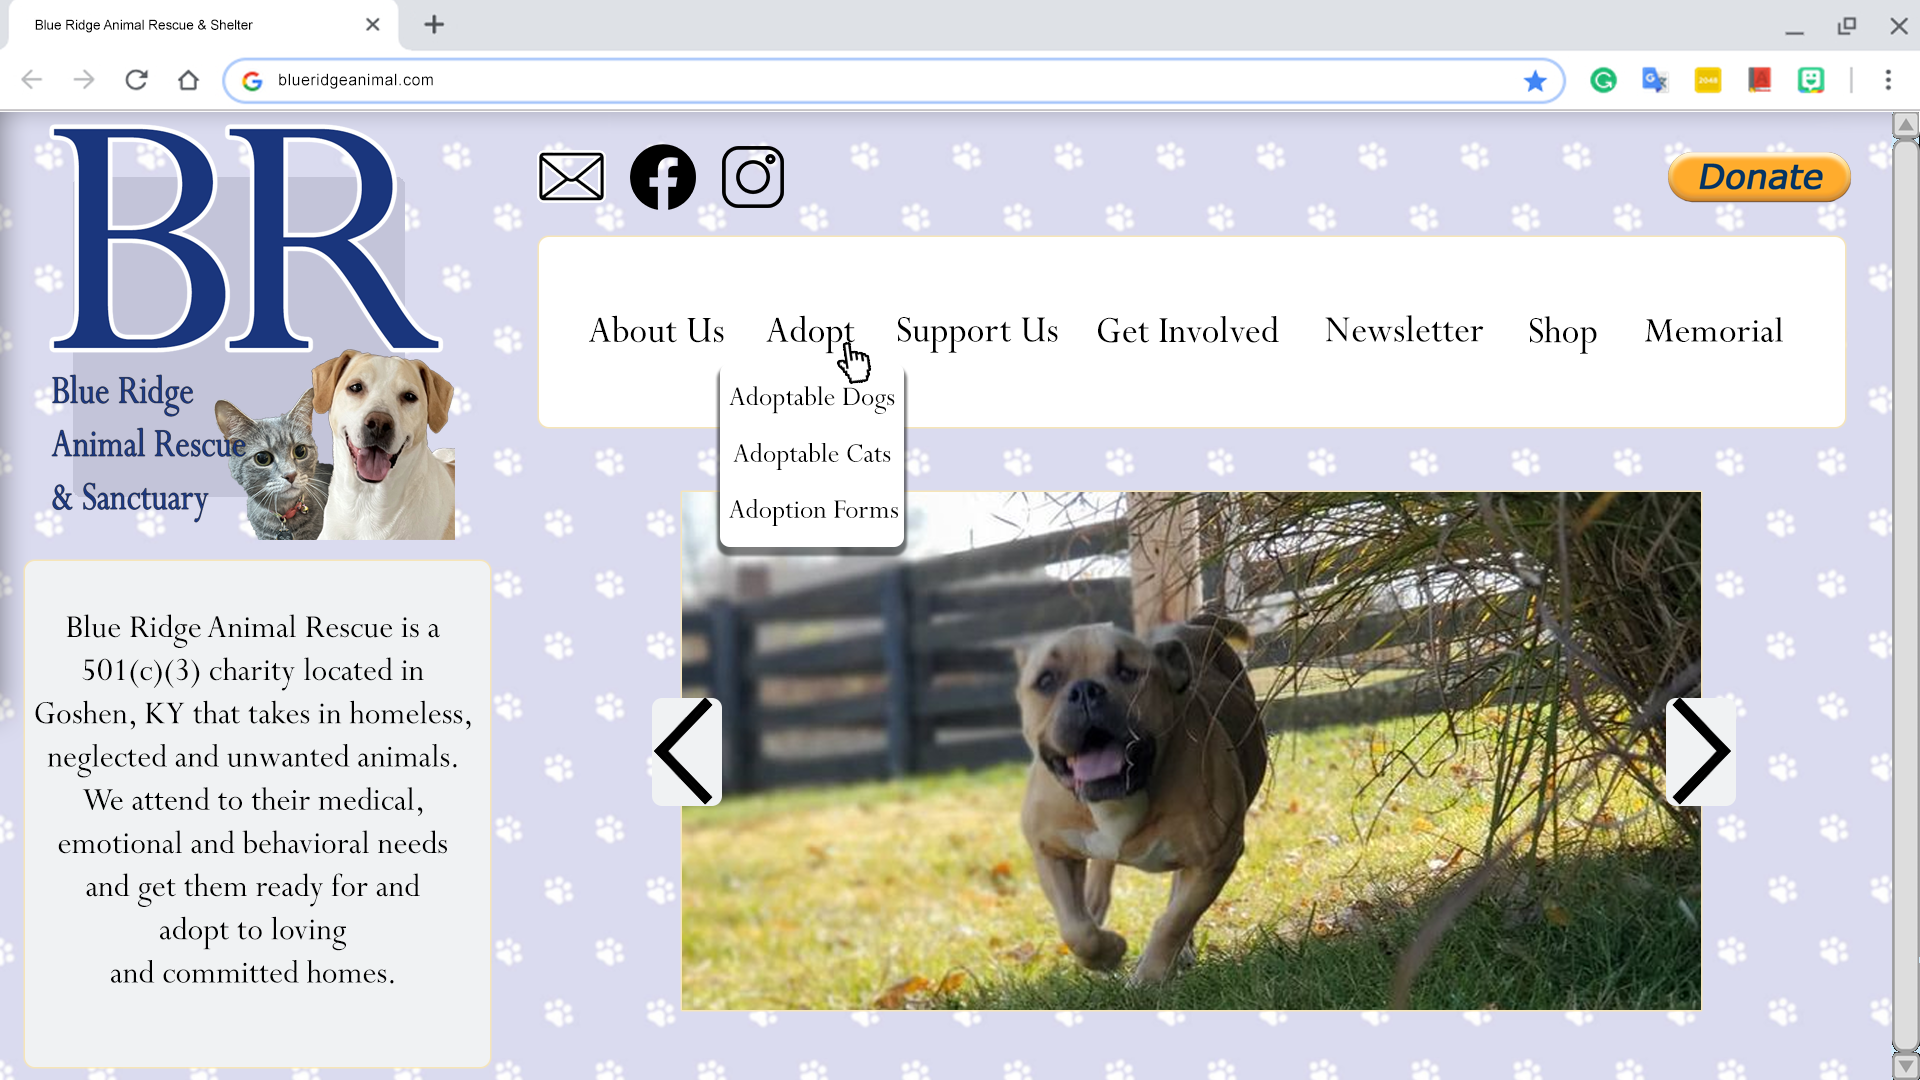 Blue Ridge Animal Rescue & Shelter
blueridgeanimal.com
2048
BR
Blue Ridge
Animal Rescue
& Sanctuary
Donate
About Us Adopt Support Us Get Involved Newsletter Shop Memorial
Adoptable Dogs
Adoptable Cats
Adoption Forms
Blue Ridge Animal Rescue is a
501(c)(3) charity located in
Goshen, KY that takes in homeless,
neglected and unwanted animals.
We attend to their medical,
emotional and behavioral needs
and get them ready for and
adopt to loving
and committed homes.